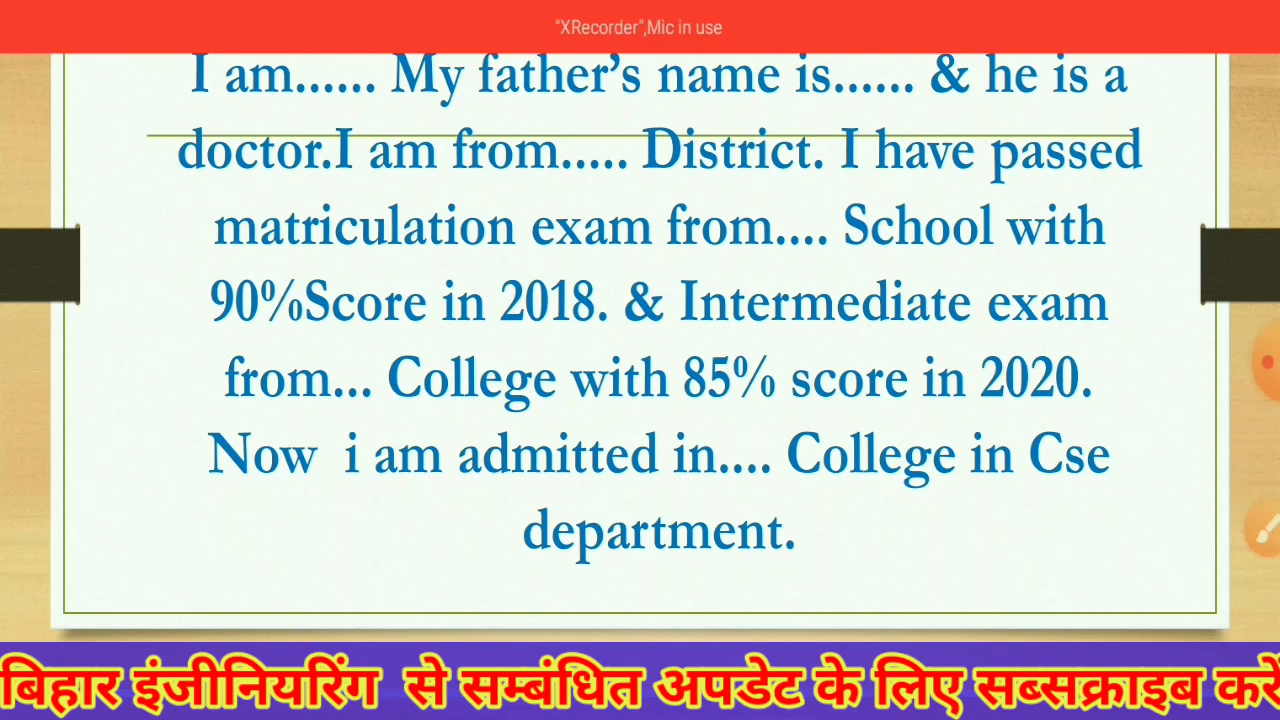 "XRecorder",Mic in use
I am...... My father’s name is...... & he is a
doctor.I am from..... District. I have passed
matriculation exam from.... School with
90%Score in 2018. & Intermediate exam
from... College with 85% score in 2020.
Now  i am admitted in.... College in Cse
department.
बिहार इंजीनियरिंग  से सम्बंधित अपडेट के लिए सब्सक्राइब करें